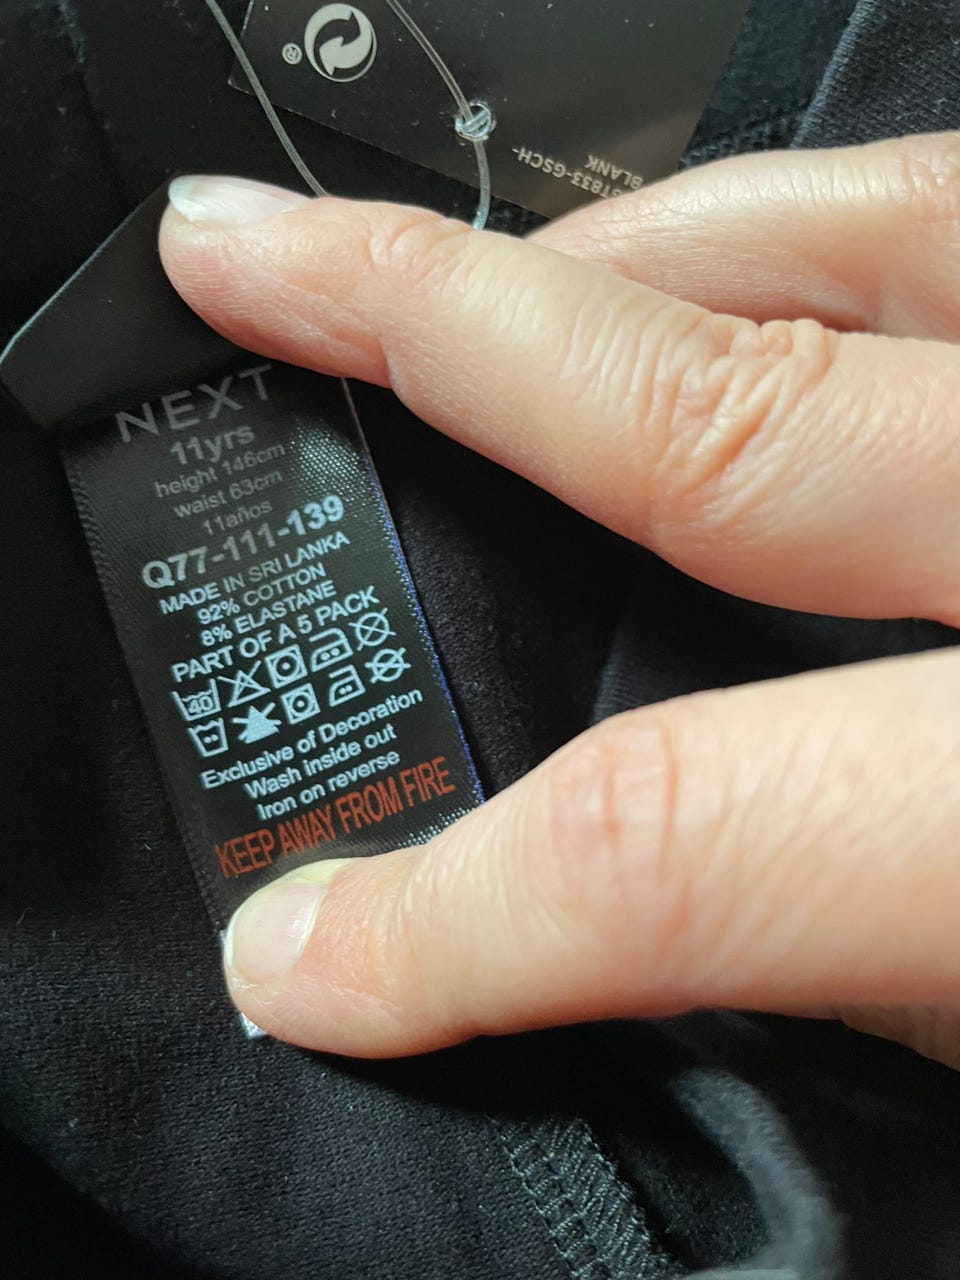 ®
BLANK
NEXT
11yrs
height 146cm
waist 63cm
11años
Q77-111-139
MADE IN SRI LANKA
92% COTTON
8% ELASTANE
PART OF A 5 PACK
40
Exclusive of Decoration
Wash inside out
Iron on reverse
KEEP AWAY FROM FIRE